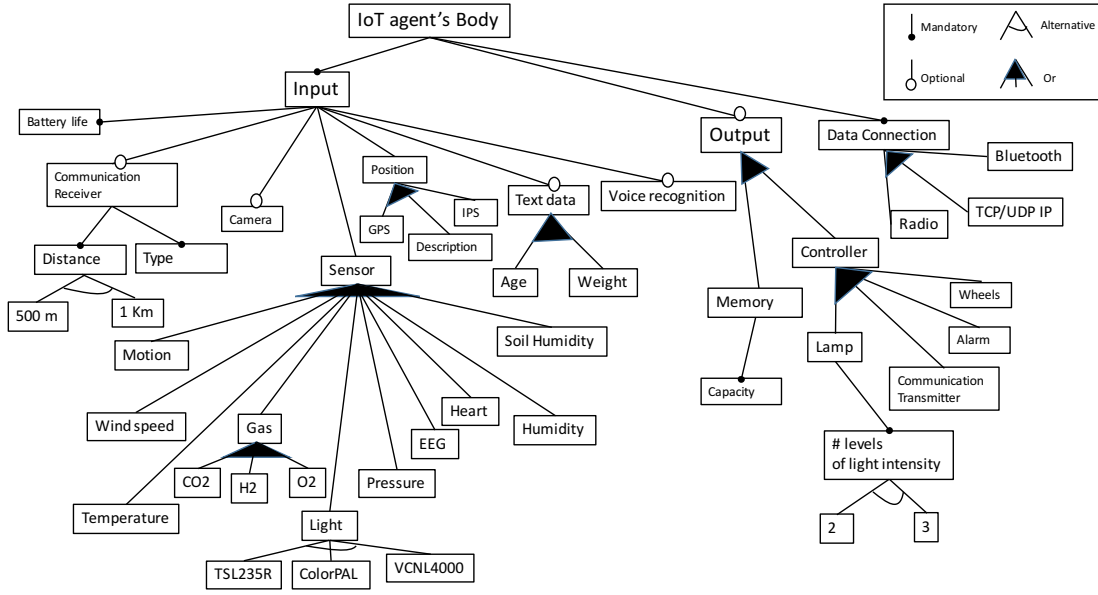 IoT agent's Body
Mandatory
Alternative
Optional
Or
Input
Battery life
Output
Data Connection
Bluetooth
TCP/UDP IP
Radio
Communication
Receiver
Camera
Position
GPS
IPS
Description
Text data
Voice recognition
Age
Weight
Distance
Type
500 m
1 Km
Sensor
Motion
Soil Humidity
Wind speed
Gas
Heart
Humidity
EEG
CO2
H2
O2
Pressure
Temperature
Light
TSL235R
ColorPAL
VCNL4000
Controller
Memory
Wheels
Lamp
Alarm
Capacity
Communication
Transmitter
# levels
of light intensity
2
3